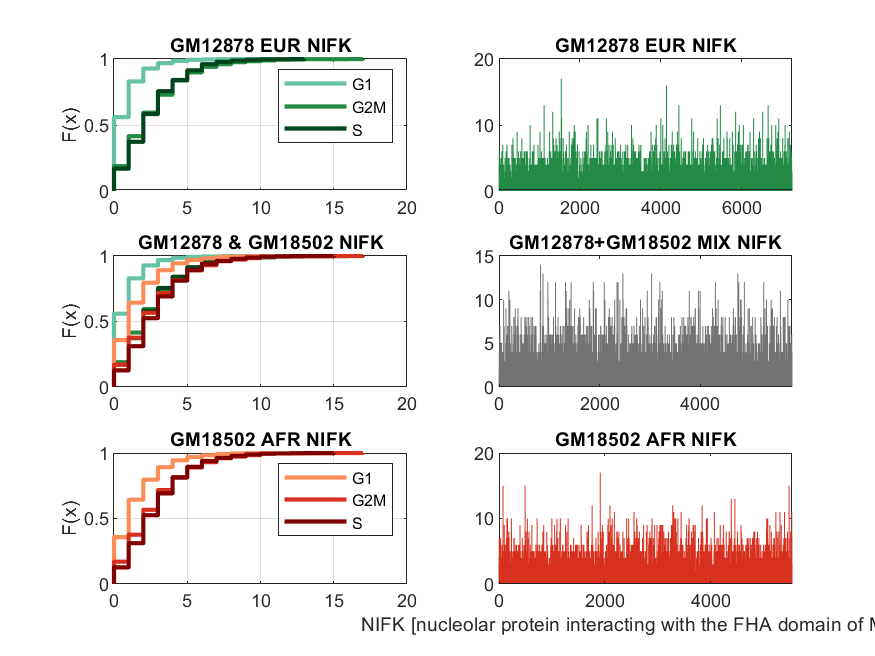 GM12878 EUR NIFK
F(x)
1
0.5
0
0 5 10 15 20
G1
G2M
S
GM12878 EUR NIFK
20
10
0
0 2000 4000 6000
GM12878 & GM18502 NIFK
F(x)
1
0.5
0
0 5 10 15 20
GM12878+GM18502 MIX NIFK
15
10
5
0
0 2000 4000
GM18502 AFR NIFK
F(x)
1
0.5
0
0 5 10 15 20
G1
G2M
S
GM18502 AFR NIFK
20
10
0
0 2000 4000
NIFK [nucleolar protein interacting with the FHA domain of M